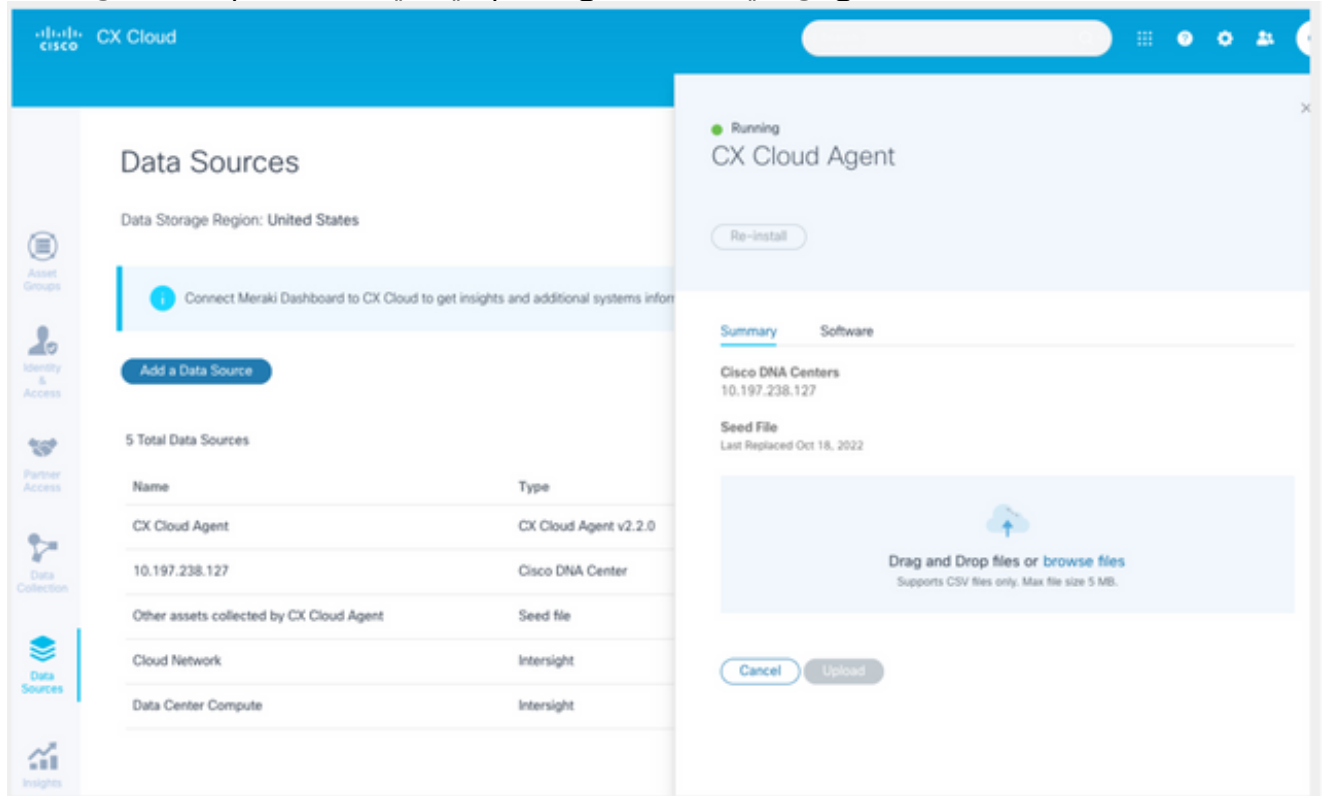 CISCO
CX Cloud
Data Sources
Data Storage Region: United States
Connect Meraki Dashboard to CX Cloud to get insights and additional systems infor
Add a Data Source
5 Total Data Sources
Name Type
CX Cloud Agent CX Cloud Agent v2.2.0
10.197.238.127 Cisco DNA Center
Other assets collected by CX Cloud Agent Seed file
Cloud Network Intersight
Data Center Compute Intersight
Asset
Groups
Identity
&
Access
Partner
Access
Data
Collection
Data
Sources
Insights
Running
CX Cloud Agent
Re-install
Summary Software
Cisco DNA Centers
10.197.238.127
Seed File
Last Replaced Oct 18, 2022
Drag and Drop files or browse files
Supports CSV files only. Max file size 5 MB.
Cancel Upload